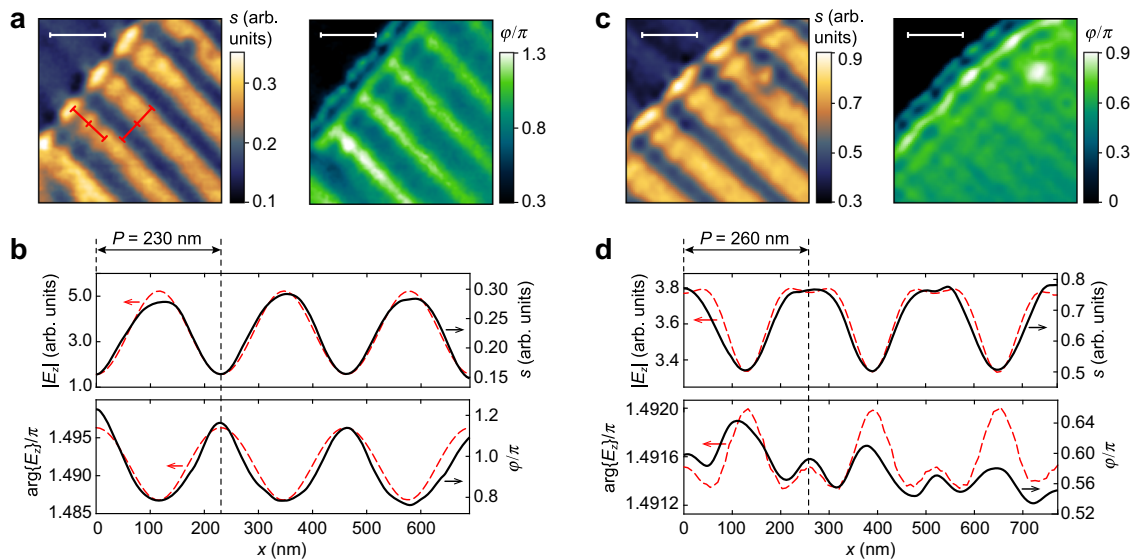 a
s (arb. units)
0.3
0.2
0.1
φ/π
1.3
0.8
0.3
c
s (arb. units)
0.9
0.7
0.5
0.3
φ/π
0.9
0.6
0.3
0
b
P = 230 nm
|E_z| (arb. units)
5.0
3.0
1.0
0.30
0.25
0.20
0.15
s (arb. units)
arg{E_z}/π
1.495
1.490
1.485
1.2
1.0
0.8
φ/π
0 100 200 300 400 500 600
x (nm)
d
P = 260 nm
|E_z| (arb. units)
3.8
3.6
3.4
0.8
0.7
0.6
0.5
s (arb. units)
arg{E_z}/π
1.4920
1.4916
1.4912
0.64
0.60
0.56
0.52
φ/π
0 100 200 300 400 500 600 700
x (nm)